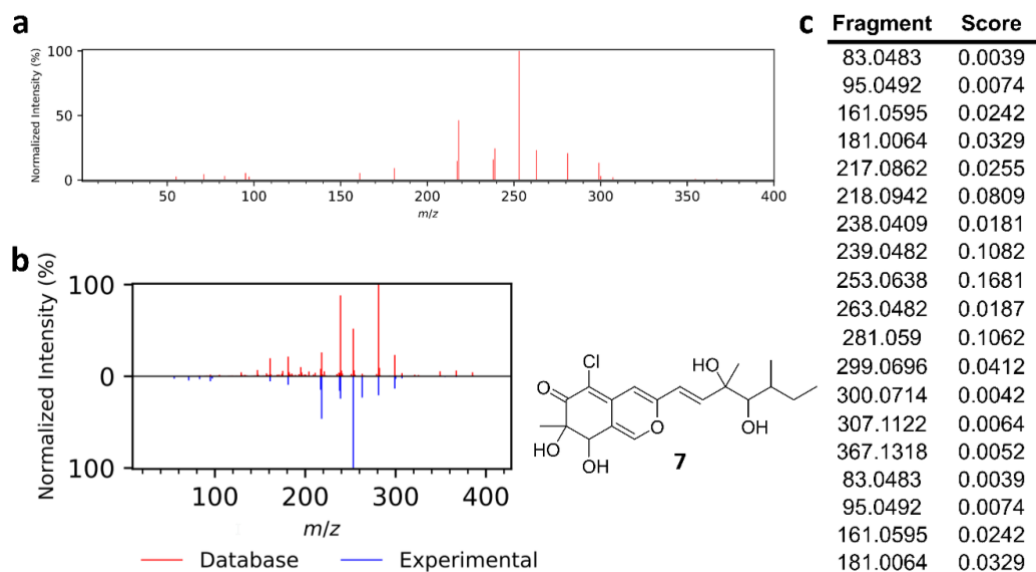 a
Normalized Intensity (%)
100
50
0
50
100
150
200
250
300
350
400
m/z
b
Normalized Intensity (%)
100
0
100
100
200
300
400
m/z
Database
Experimental
Cl
O
HO
OH
O
HO
OH
7
c
Fragment Score
83.0483 0.0039
95.0492 0.0074
161.0595 0.0242
181.0064 0.0329
217.0862 0.0255
218.0942 0.0809
238.0409 0.0181
239.0482 0.1082
253.0638 0.1681
263.0482 0.0187
281.059 0.1062
299.0696 0.0412
300.0714 0.0042
307.1122 0.0064
367.1318 0.0052
83.0483 0.0039
95.0492 0.0074
161.0595 0.0242
181.0064 0.0329